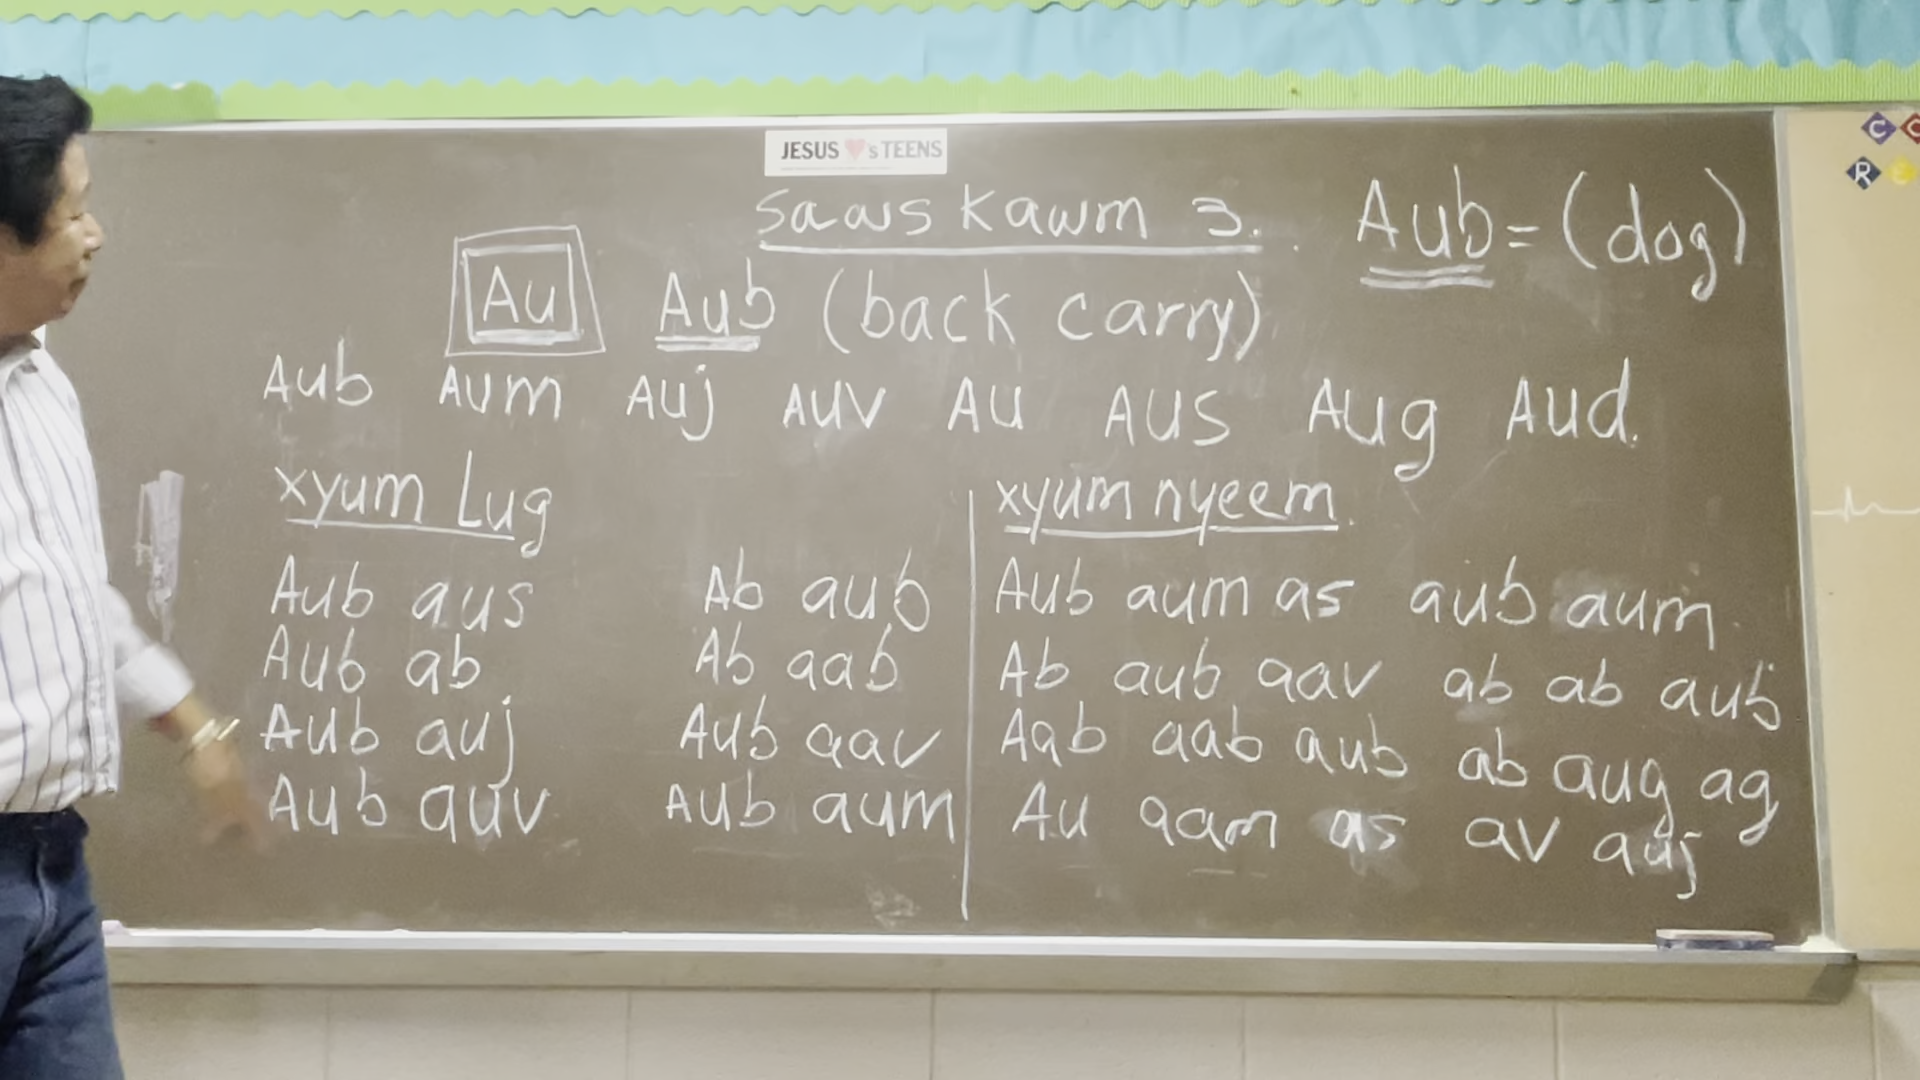 JESUS ♥'s TEENS
saws kawm 3.
Aub = (dog)
Au Aub (back carry)
Aub Aum Auj Auv Au Aus Aug Aud.
xyum Lug
Aub aus Ab aub
Aub ab Ab aab
Aub auj Aub aav
Aub auv Aub aum
xyum nyeem.
Aub aum as aub aum
Ab aub aav ab ab aub
Aab aab aub ab aug ag
Au aam as av auj
C C
R